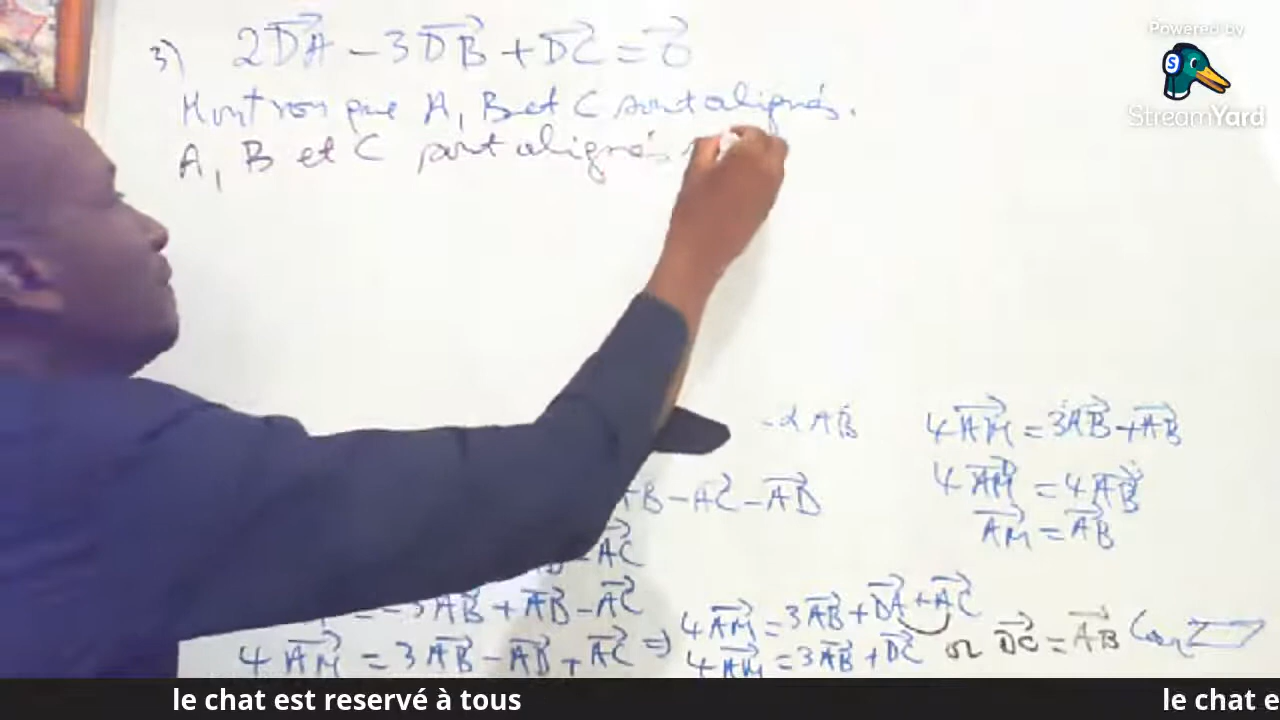 3) 2DA - 3DB + DC = 0
Montrons que A, B et C sont alignés.
A, B et C sont alignés
Powered by
StreamYard
-2AB
4AM = 3AB + AB
AB - AC - AD
4AM = 4AB
AC
AM = AB
= -3AB + AB - AC
4AM = 3AB + DA + AC
4AM = 3AB - AB + AC ⇒
4AM = 3AB + DC or DC = AB Car ▱
le chat est reservé à tous
le chat e